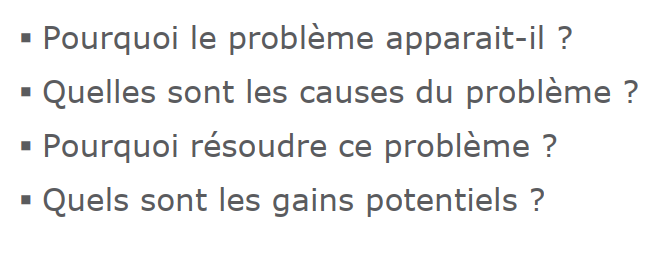 ▪ Pourquoi le problème apparait-il ?
▪ Quelles sont les causes du problème ?
▪ Pourquoi résoudre ce problème ?
▪ Quels sont les gains potentiels ?